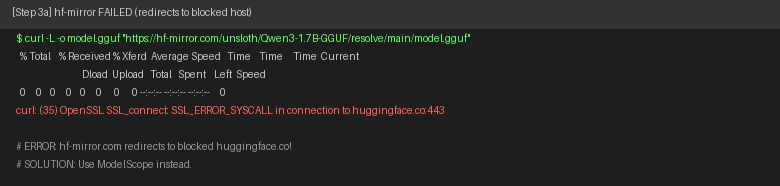 [Step 3a] hf-mirror FAILED (redirects to blocked host)
$ curl -L -o model.gguf "https://hf-mirror.com/unsloth/Qwen3-1.7B-GGUF/resolve/main/model.gguf"
% Total % Received % Xferd Average Speed Time Time Time Current
Dload Upload Total Spent Left Speed
0 0 0 0 0 0 0 0 --:--:-- --:--:-- --:--:-- 0
curl: (35) OpenSSL SSL_connect: SSL_ERROR_SYSCALL in connection to huggingface.co:443
# ERROR: hf-mirror.com redirects to blocked huggingface.co!
# SOLUTION: Use ModelScope instead.